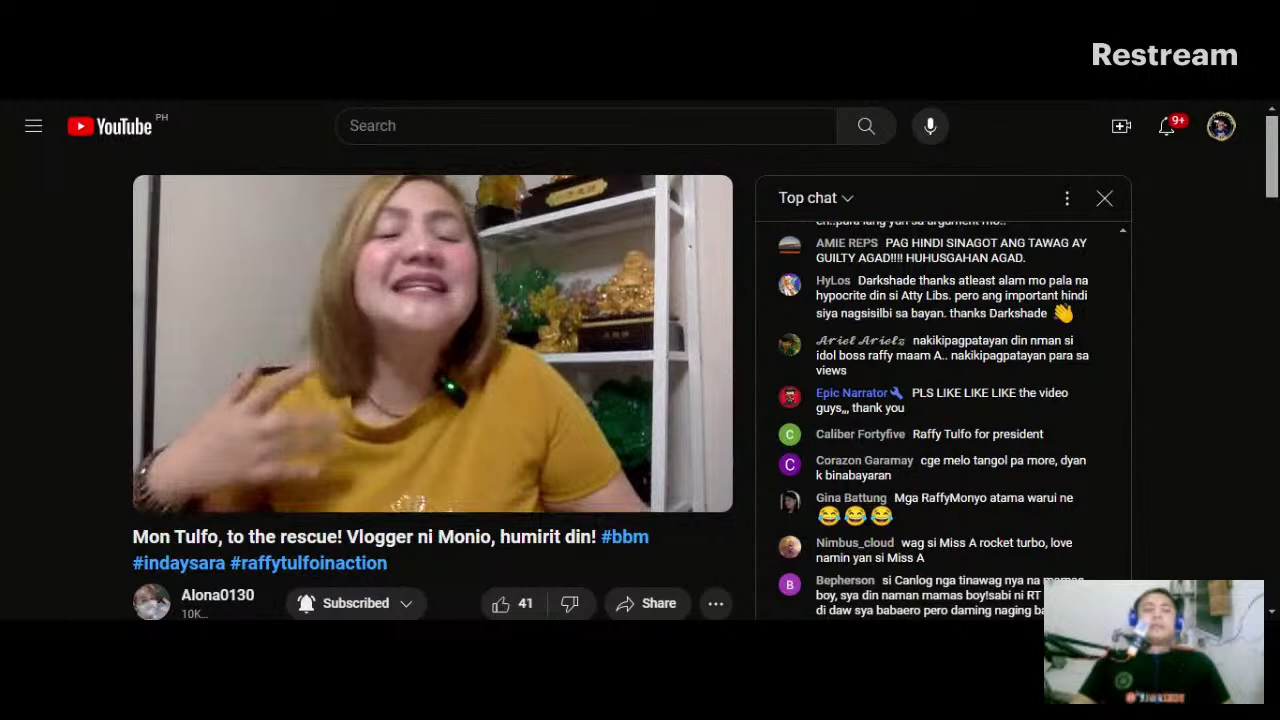 Restream
YouTube PH
Search
9+
Top chat
AMIE REPS PAG HINDI SINAGOT ANG TAWAG AY
GUILTY AGAD!!!! HUHUSGAHAN AGAD.
HyLos Darkshade thanks atleast alam mo pala na
hypocrite din si Atty Libs. pero ang important hindi
siya nagsisilbi sa bayan. thanks Darkshade 👏
𝓐𝓻𝓲𝓮𝓵 𝓐𝓻𝓲𝓮𝓵𝔃 nakikipagpatayan din nman si
idol boss raffy maam A.. nakikipagpatayan para sa
views
Epic Narrator PLS LIKE LIKE LIKE the video
guys,,, thank you
C Caliber Fortyfive Raffy Tulfo for president
C Corazon Garamay cge melo tangol pa more, dyan
k binabayaran
Gina Battung Mga RaffyMonyo atama warui ne
😂😂😂
Nimbus_cloud wag si Miss A rocket turbo, love
namin yan si Miss A
B Bepherson si Canlog nga tinawag nya na mamas
boy, sya din naman mamas boy!sabi ni RT
di daw sya babaero pero daming naging
Mon Tulfo, to the rescue! Vlogger ni Monio, humirit din! #bbm
#indaysara #raffytulfoinaction
Alona0130
10K..
Subscribed
41
Share